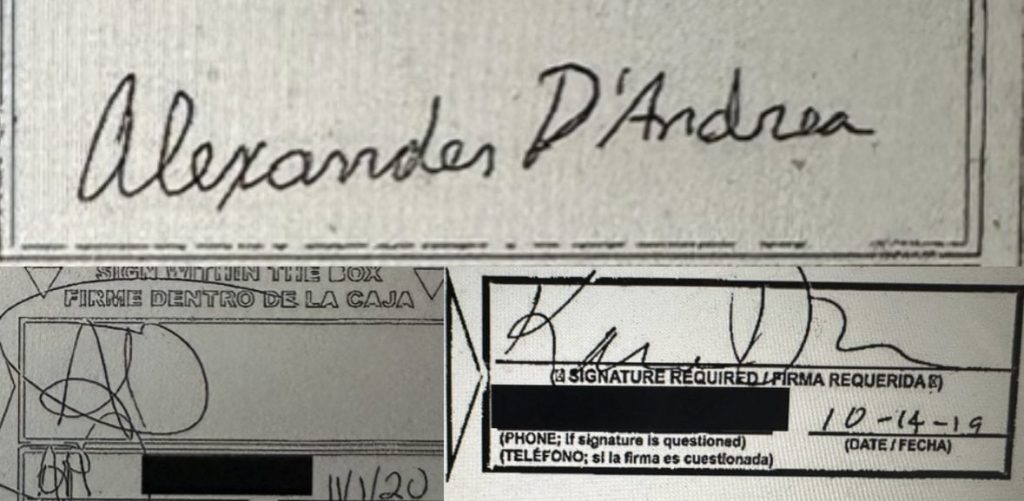 Alexander D'Andrea
SIGN WITHIN THE BOX
FIRME DENTRO DE LA CAJA
AD
11/1/20
(☒ SIGNATURE REQUIRED / FIRMA REQUERIDA ☒)
10-14-19
(PHONE; If signature is questioned)
(DATE / FECHA)
(TELÉFONO; si la firma es cuestionada)